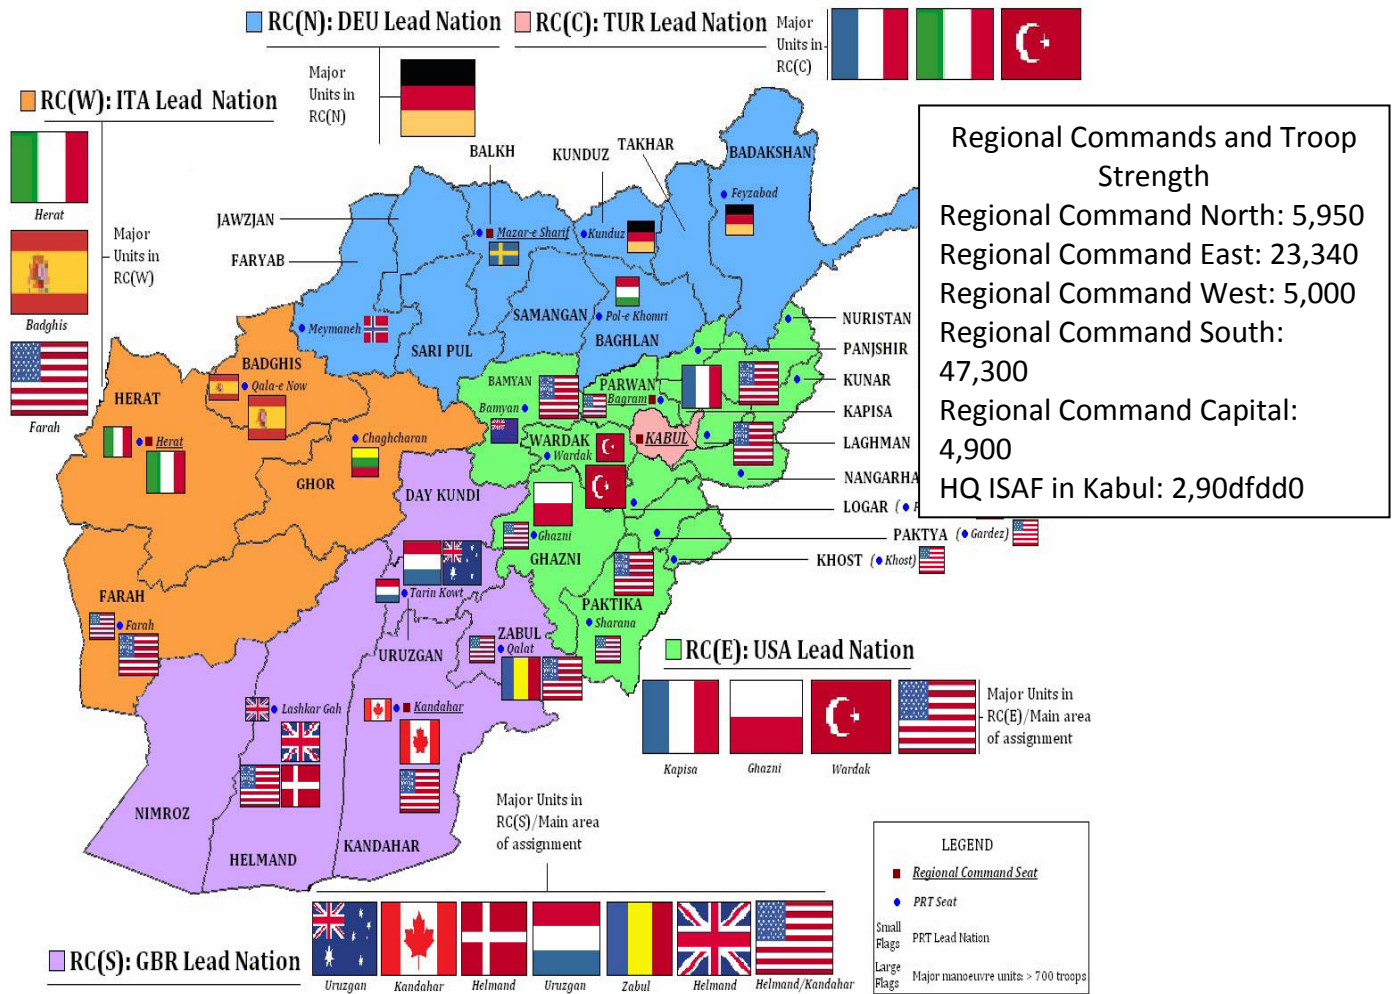 RC(N): DEU Lead Nation
RC(C): TUR Lead Nation
Major
Units in
RC(C)
Major
Units in
RC(N)
RC(W): ITA Lead Nation
Herat
Badghis
Farah
Major
Units in
RC(W)
Regional Commands and Troop
Strength
Regional Command North: 5,950
Regional Command East: 23,340
Regional Command West: 5,000
Regional Command South:
47,300
Regional Command Capital:
4,900
HQ ISAF in Kabul: 2,90dfdd0
BALKH
KUNDUZ
TAKHAR
BADAKSHAN
Feyzabad
JAWZJAN
Mazar-e Sharif
Kunduz
FARYAB
SAMANGAN
Pol-e Khomri
Meymaneh
SARI PUL
BAGHLAN
NURISTAN
PANJSHIR
BADGHIS
Qala-e Now
BAMYAN
PARWAN
KUNAR
HERAT
Bamyan
Bagram
KAPISA
Herat
Chaghcharan
WARDAK
KABUL
LAGHMAN
Wardak
GHOR
DAY KUNDI
NANGARHA
LOGAR (
PAKTYA ( Gardez)
Ghazni
GHAZNI
KHOST ( Khost)
FARAH
Farah
Tarin Kowt
PAKTIKA
Sharana
URUZGAN
ZABUL
Qalat
RC(E): USA Lead Nation
Kapisa
Ghazni
Wardak
Major Units in
RC(E)/Main area
of assignment
Lashkar Gah
Kandahar
NIMROZ
HELMAND
KANDAHAR
Major Units in
RC(S)/Main area
of assignment
RC(S): GBR Lead Nation
Uruzgan
Kandahar
Helmand
Uruzgan
Zabul
Helmand
Helmand/Kandahar
LEGEND
Regional Command Seat
PRT Seat
Small
Flags
PRT Lead Nation
Large
Flags
Major manoeuvre units: > 700 troops